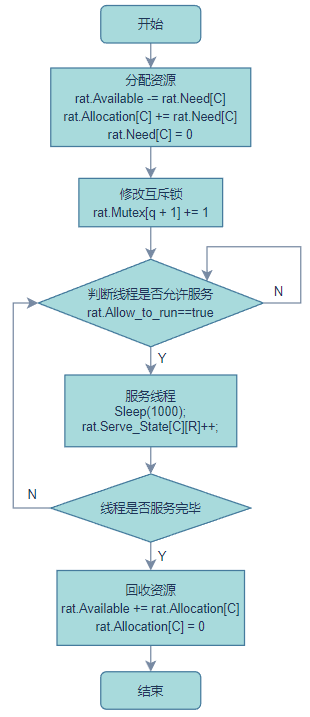 开始
分配资源
rat.Available -= rat.Need[C]
rat.Allocation[C] += rat.Need[C]
rat.Need[C] = 0
修改互斥锁
rat.Mutex[q + 1] += 1
判断线程是否允许服务
rat.Allow_to_run==true
N
Y
服务线程
Sleep(1000);
rat.Serve_State[C][R]++;
N
线程是否服务完毕
Y
回收资源
rat.Available += rat.Allocation[C]
rat.Allocation[C] = 0
结束